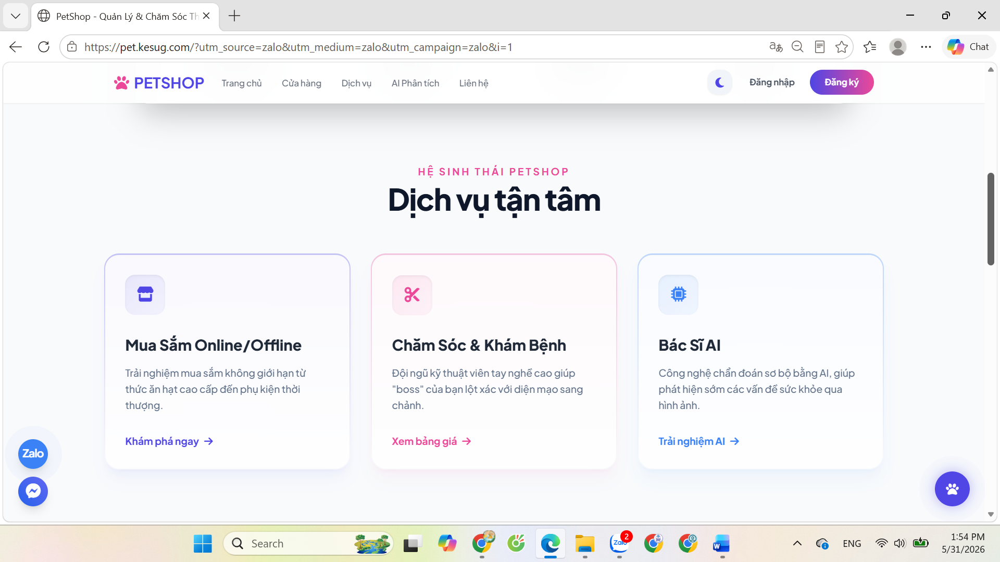 PetShop - Quản Lý & Chăm Sóc Th
https://pet.kesug.com/?utm_source=zalo&utm_medium=zalo&utm_campaign=zalo&i=1
Chat
PETSHOP
Trang chủ
Cửa hàng
Dịch vụ
AI Phân tích
Liên hệ
Đăng nhập
Đăng ký
HỆ SINH THÁI PETSHOP
Dịch vụ tận tâm
Mua Sắm Online/Offline
Trải nghiệm mua sắm không giới hạn từ
thức ăn hạt cao cấp đến phụ kiện thời
thượng.
Khám phá ngay
Chăm Sóc & Khám Bệnh
Đội ngũ kỹ thuật viên tay nghề cao giúp
"boss" của bạn lột xác với diện mạo sang
chảnh.
Xem bảng giá
Bác Sĩ AI
Công nghệ chẩn đoán sơ bộ bằng AI, giúp
phát hiện sớm các vấn đề sức khỏe qua
hình ảnh.
Trải nghiệm AI
Zalo
Search
Zalo
2
W
ENG
1:54 PM
5/31/2026